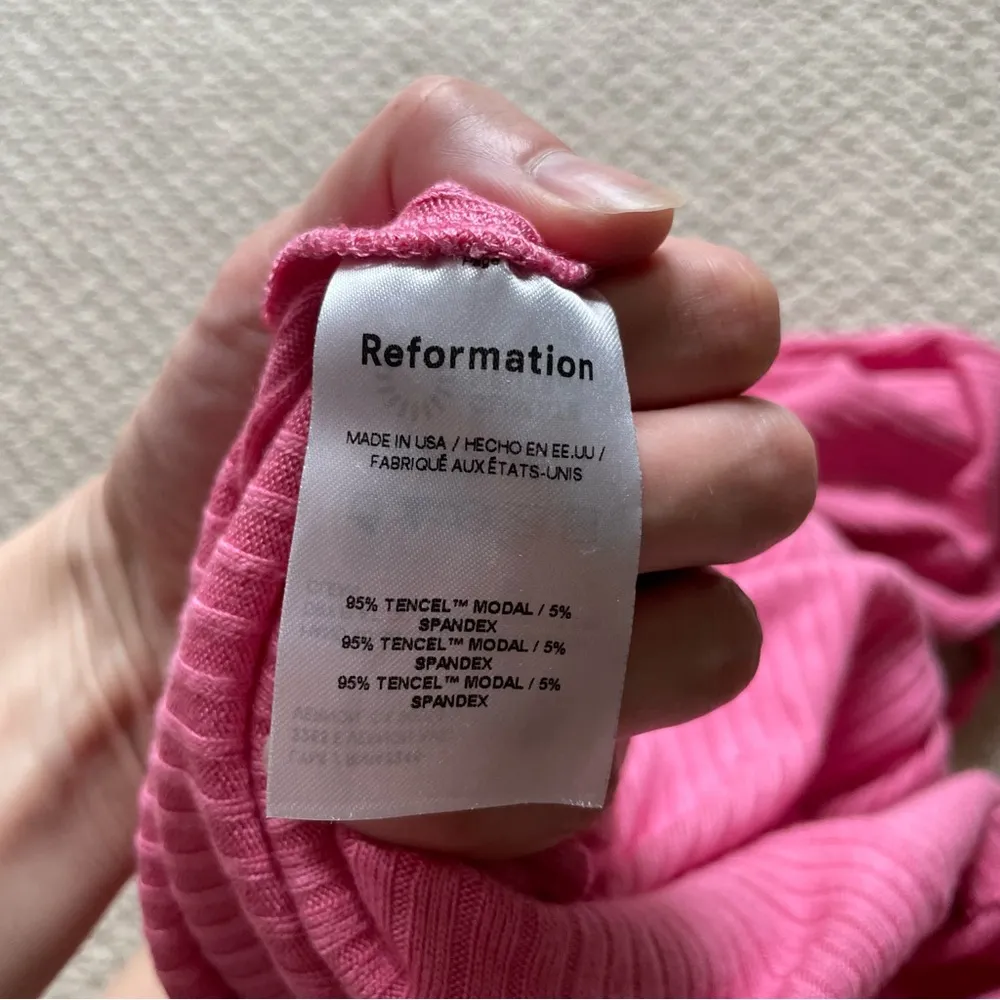 Reformation
MADE IN USA / HECHO EN EE.UU /
FABRIQUÉ AUX ÉTATS-UNIS
95% TENCEL™ MODAL / 5%
SPANDEX
95% TENCEL™ MODAL / 5%
SPANDEX
95% TENCEL™ MODAL / 5%
SPANDEX